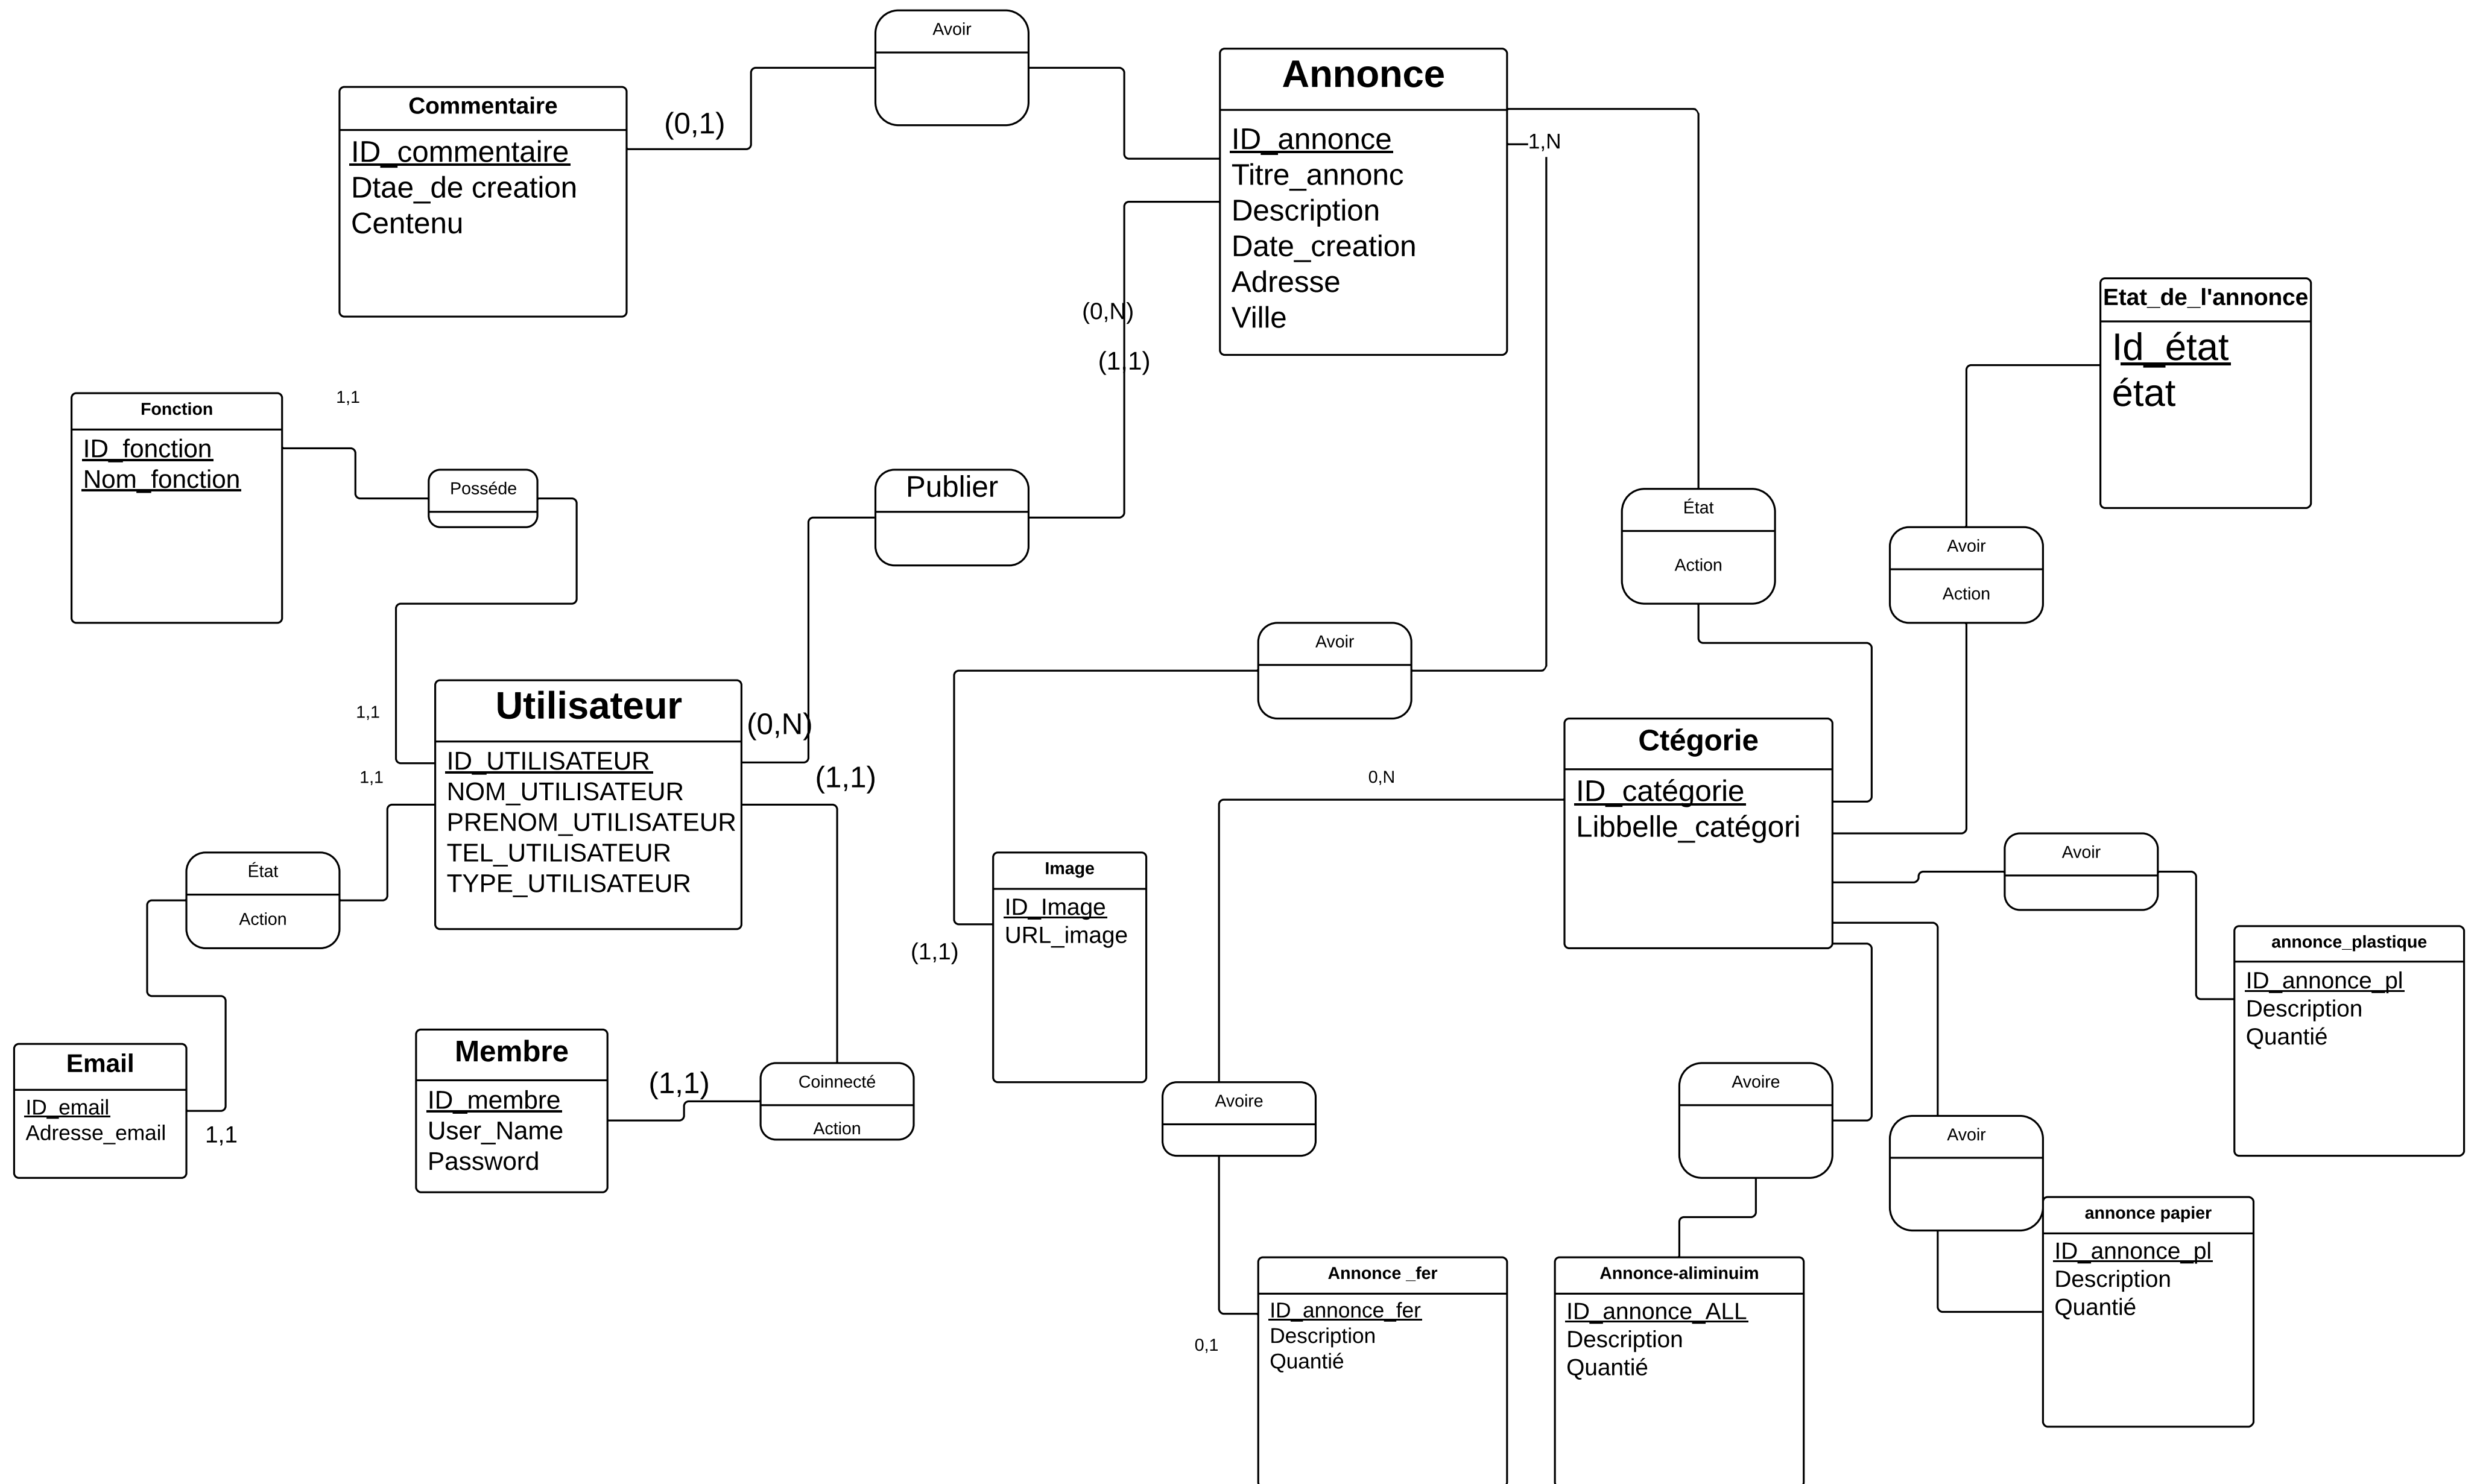 Avoir
Annonce
ID_annonce
Titre_annonc
Description
Date_creation
Adresse
Ville
Commentaire
ID_commentaire
Dtae_de creation
Centenu
(0,1)
1,N
(0,N)
(1,1)
Etat_de_l'annonce
Id_état
état
Fonction
ID_fonction
Nom_fonction
1,1
Posséde
Publier
État
Action
Avoir
Action
Avoir
Utilisateur
ID_UTILISATEUR
NOM_UTILISATEUR
PRENOM_UTILISATEUR
TEL_UTILISATEUR
TYPE_UTILISATEUR
1,1
1,1
(0,N)
(1,1)
Ctégorie
ID_catégorie
Libbelle_catégori
0,N
État
Action
Image
ID_Image
URL_image
(1,1)
Avoir
annonce_plastique
ID_annonce_pl
Description
Quantié
Email
ID_email
Adresse_email
1,1
Membre
ID_membre
User_Name
Password
(1,1)
Coinnecté
Action
Avoire
Avoire
Avoir
annonce papier
ID_annonce_pl
Description
Quantié
Annonce _fer
ID_annonce_fer
Description
Quantié
0,1
Annonce-aliminuim
ID_annonce_ALL
Description
Quantié